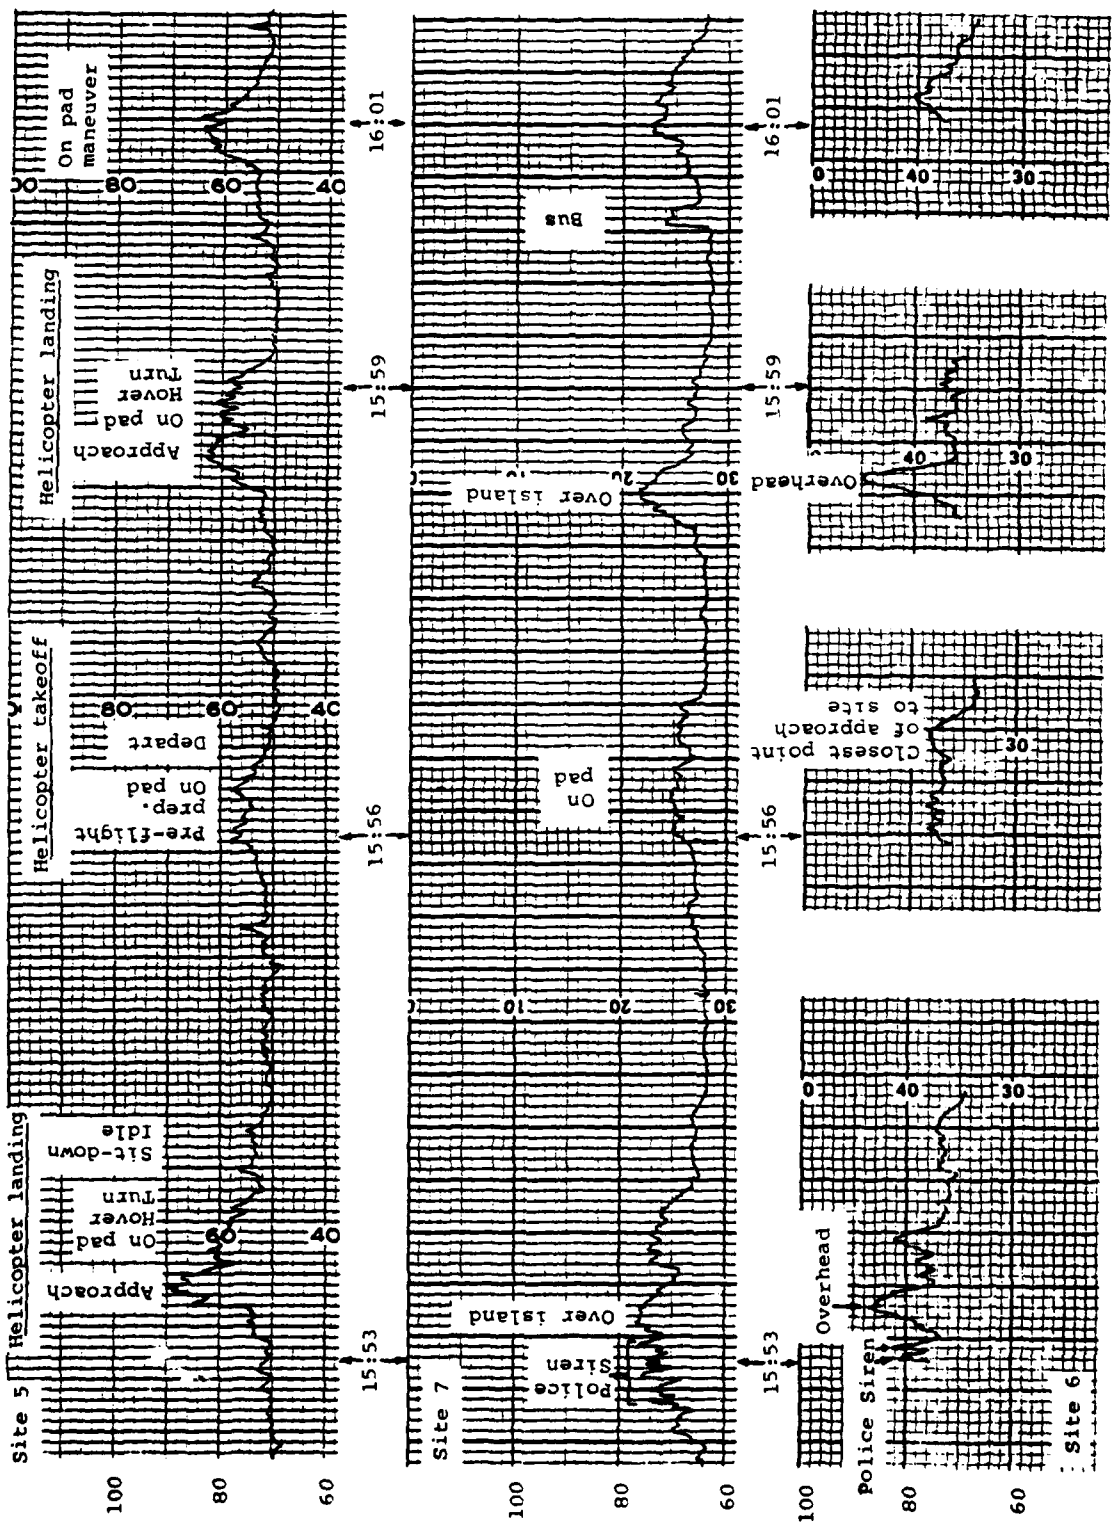 Site 5
Helicopter landing
Approach
On pad
Hover
Turn
Sit-down
Idle
Helicopter takeoff
Pre-flight
prep.
On pad
Depart
Helicopter landing
Approach
On pad
Hover
Turn
On pad
maneuver
100
80
60
60
40
80
60
40
80
60
40
15:53
15:56
15:59
16:01
Site 7
Police
Siren
Over island
On
pad
Over island
Bus
100
80
60
0
10
20
30
0
10
20
30
15:53
15:56
15:59
16:01
Site 6
Police Siren
Overhead
Closest point
of approach
to site
Overhead
100
80
60
0
40
30
30
40
30
0
40
30